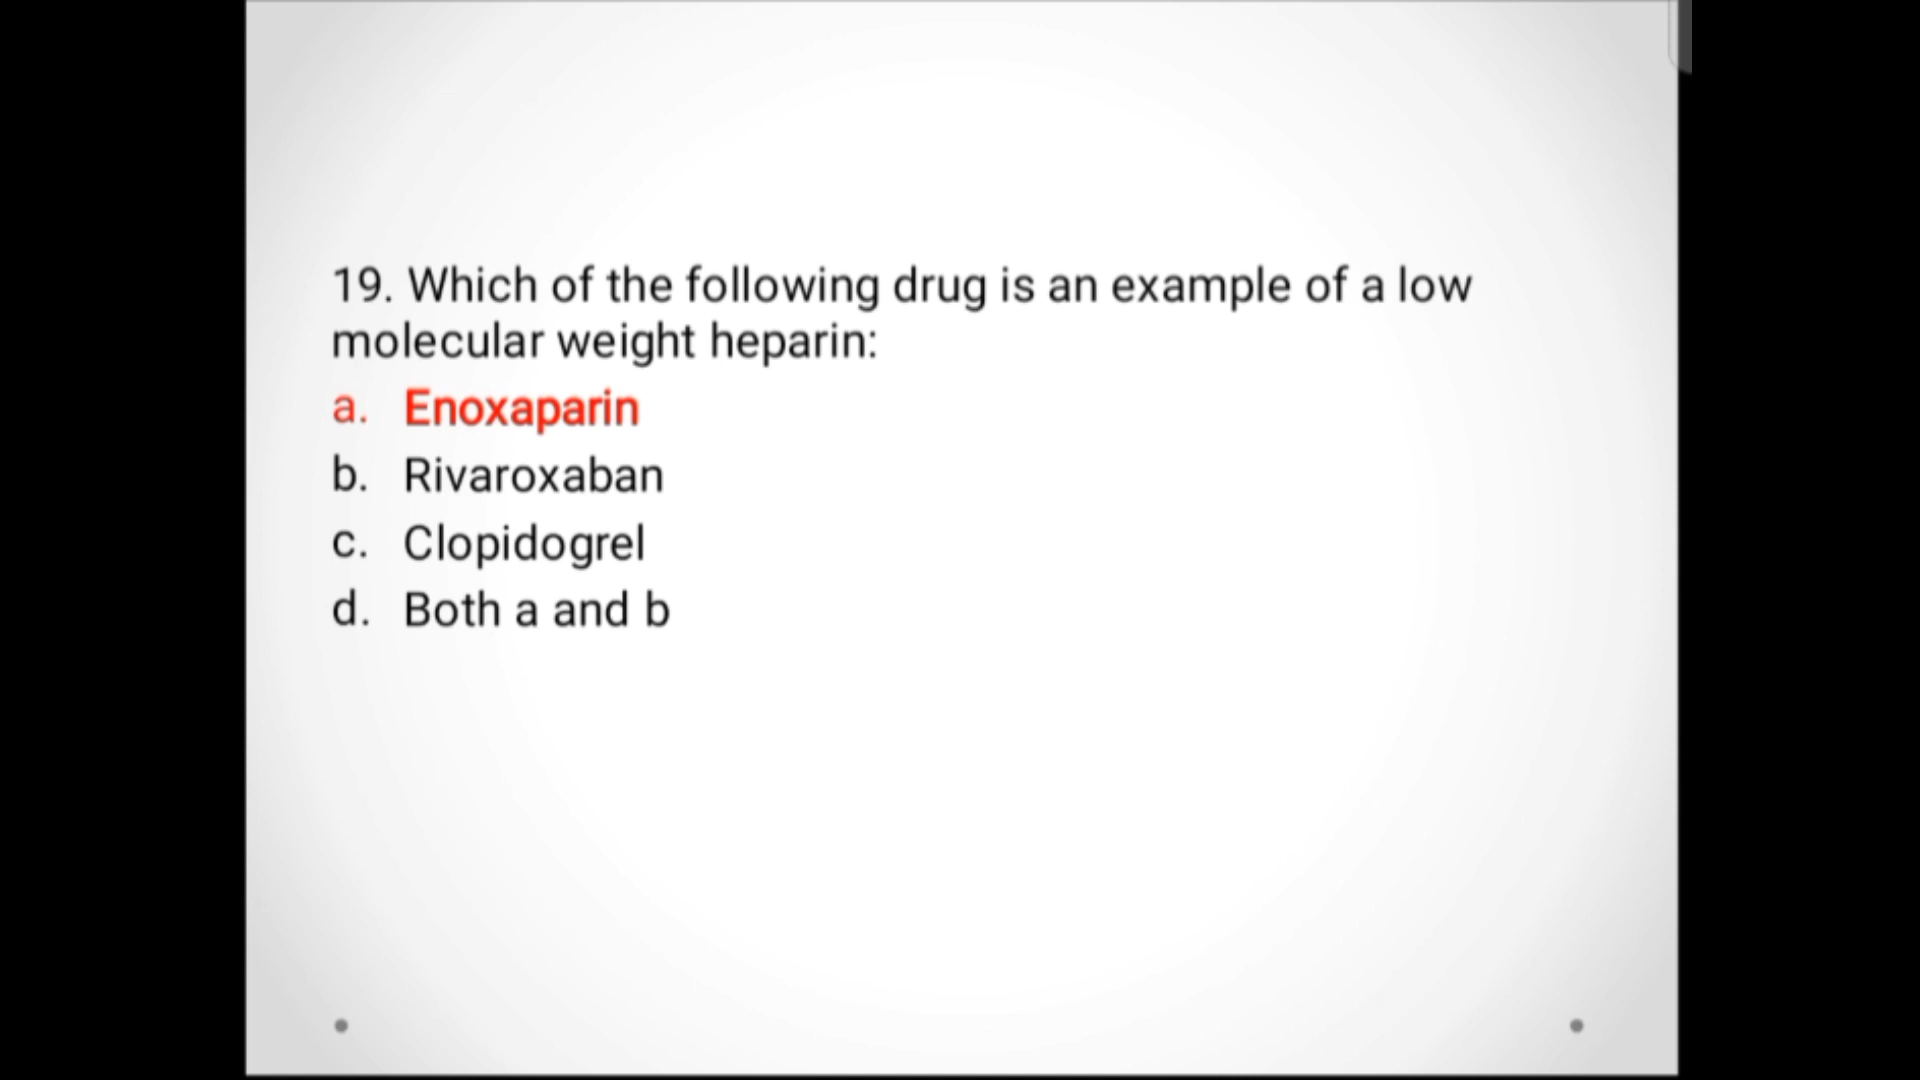 19. Which of the following drug is an example of a low
molecular weight heparin:
a. Enoxaparin
b. Rivaroxaban
c. Clopidogrel
d. Both a and b